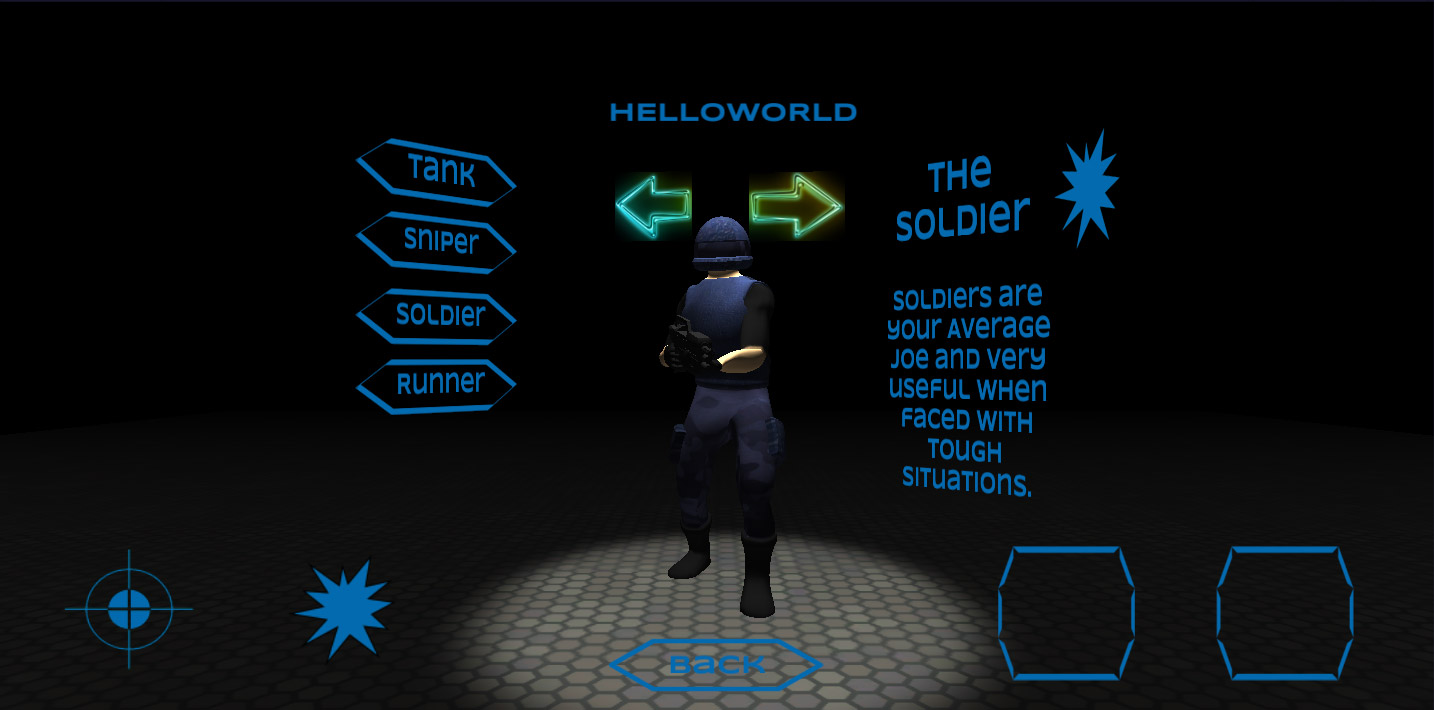 HELLOWORLD
Tank
Sniper
Soldier
Runner
The
Soldier
Soldiers are
your average
joe and very
useful when
faced with
tough
situations.
Back